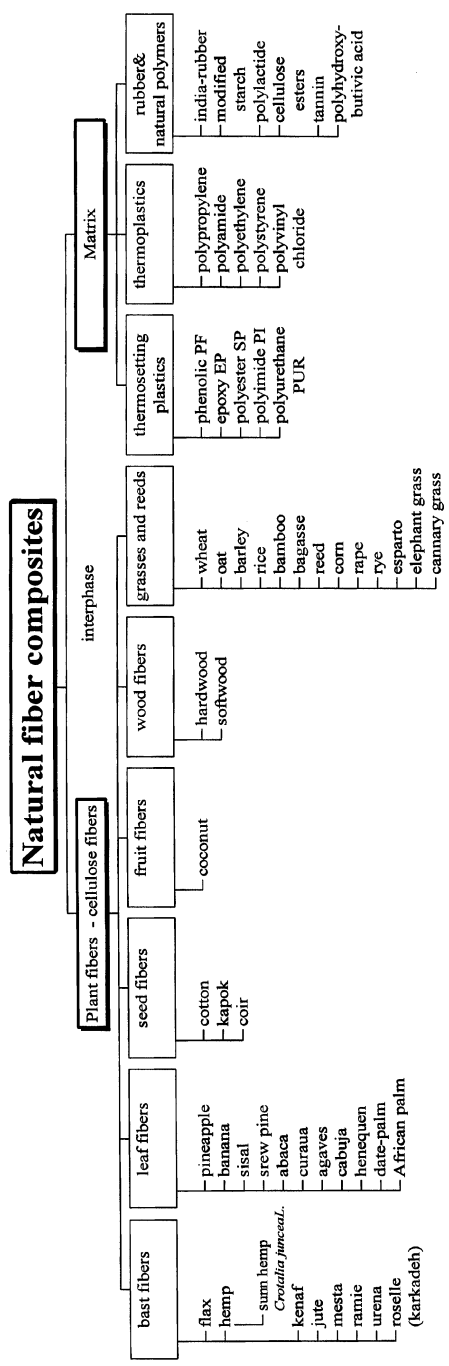 Natural fiber composites
Plant fibers - cellulose fibers
interphase
Matrix
bast fibers
flax
hemp
sunn hemp
Crotalia junceaL.
kenaf
jute
mesta
ramie
urena
roselle
(karkadeh)
leaf fibers
pineapple
banana
sisal
srew pine
abaca
curaua
agaves
cabuja
henequen
date-palm
African palm
seed fibers
cotton
kapok
coir
fruit fibers
coconut
wood fibers
hardwood
softwood
grasses and reeds
wheat
oat
barley
rice
bamboo
bagasse
reed
corn
rape
rye
esparto
elephant grass
cannary grass
thermosetting
plastics
phenolic PF
epoxy EP
polyester SP
polyimide PI
polyurethane
PUR
thermoplastics
polypropylene
polyamide
polyethylene
polystyrene
polyvinyl
chloride
rubber&
natural polymers
india-rubber
modified
starch
polylactide
cellulose
esters
tannin
polyhydroxy-
butivic acid